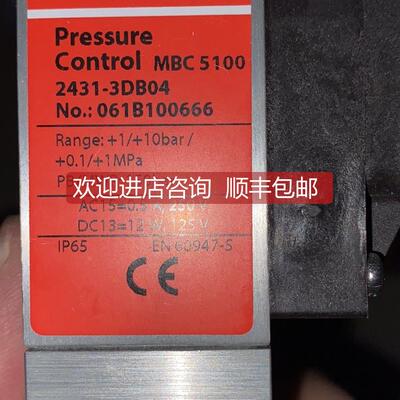 Pressure
Control MBC 5100
2431-3DB04
No.: 061B100666
Range: +1/+10bar /
+0.1/+1MPa
欢迎进店咨询 顺丰包邮
AC15=0.5A, 250 V
DC13=12 W, 125 V
IP65 EN 60947-5
CE